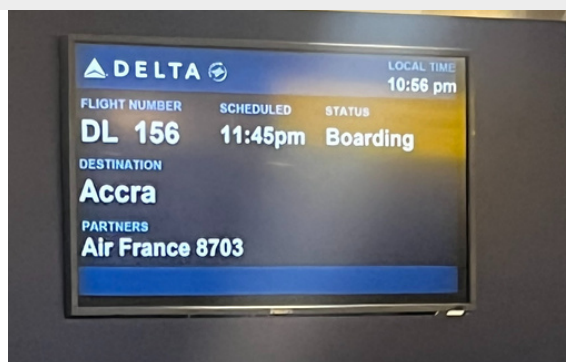 DELTA
LOCAL TIME
10:56 pm
FLIGHT NUMBER SCHEDULED STATUS
DL 156 11:45pm Boarding
DESTINATION
Accra
PARTNERS
Air France 8703